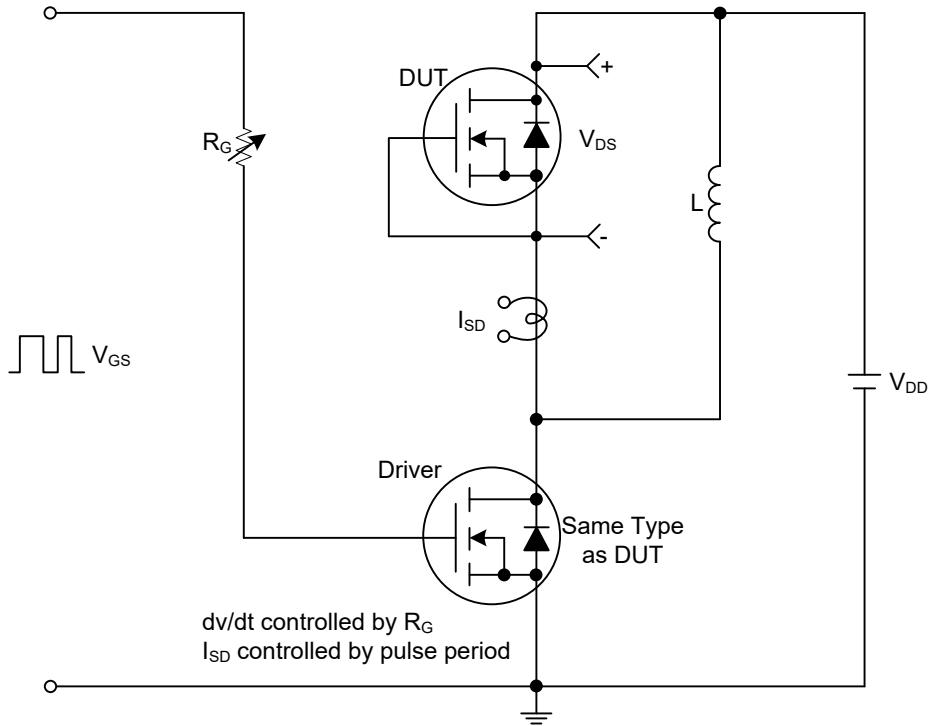 DUT
+
R_G
V_DS
L
-
I_SD
V_GS
V_DD
Driver
Same Type
as DUT
dv/dt controlled by R_G
I_SD controlled by pulse period